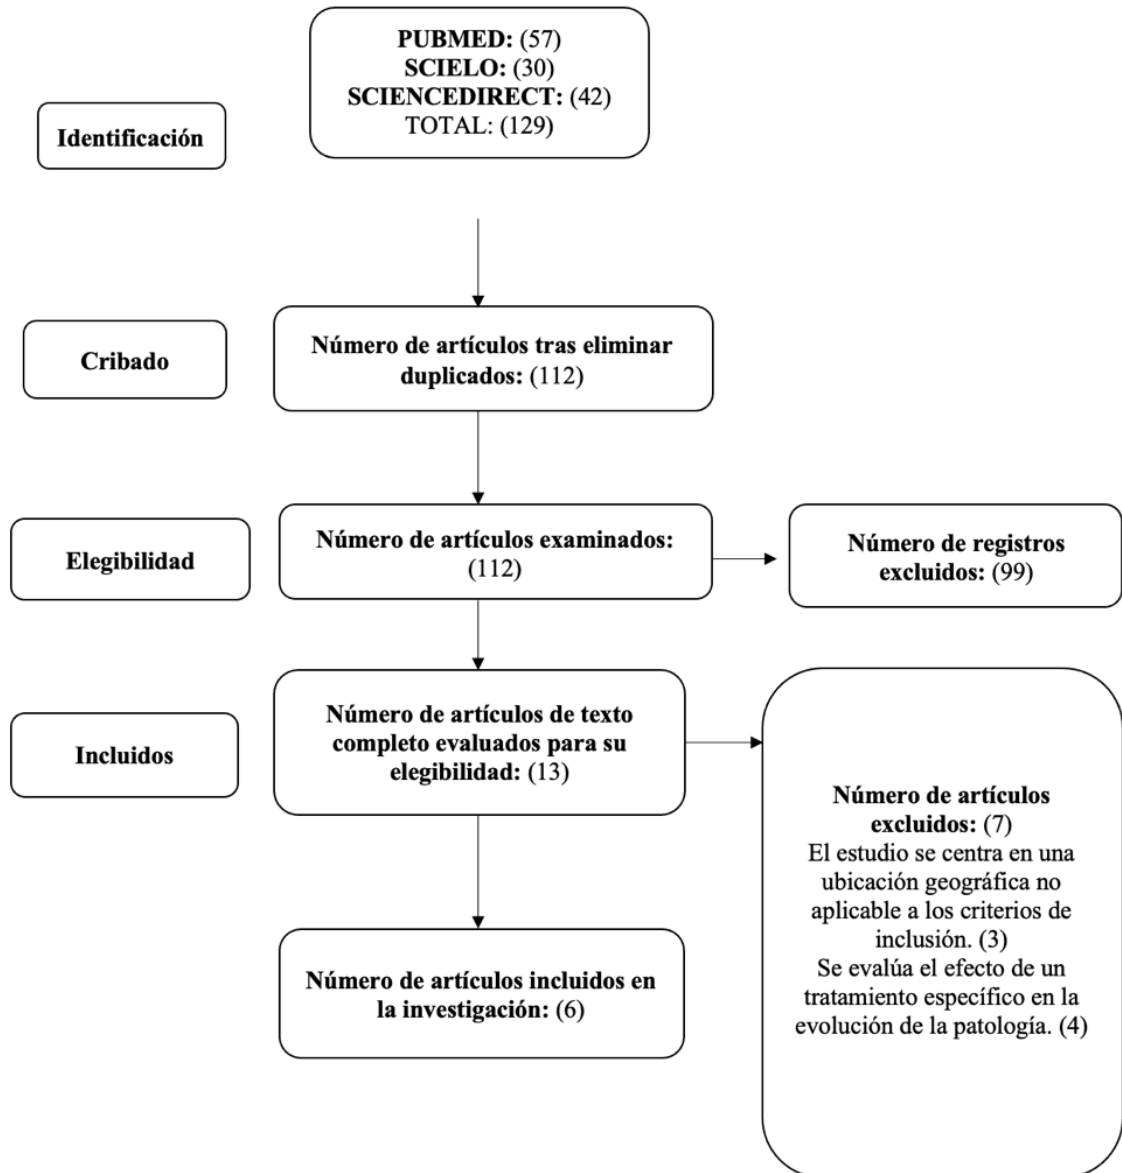 PUBMED: (57)
SCIELO: (30)
SCIENCEDIRECT: (42)
TOTAL: (129)
Identificación
Cribado
Número de artículos tras eliminar
duplicados: (112)
Elegibilidad
Número de artículos examinados:
(112)
Número de registros
excluidos: (99)
Incluidos
Número de artículos de texto
completo evaluados para su
elegibilidad: (13)
Número de artículos
excluidos: (7)
El estudio se centra en una
ubicación geográfica no
aplicable a los criterios de
inclusión. (3)
Se evalúa el efecto de un
tratamiento específico en la
evolución de la patología. (4)
Número de artículos incluidos en
la investigación: (6)